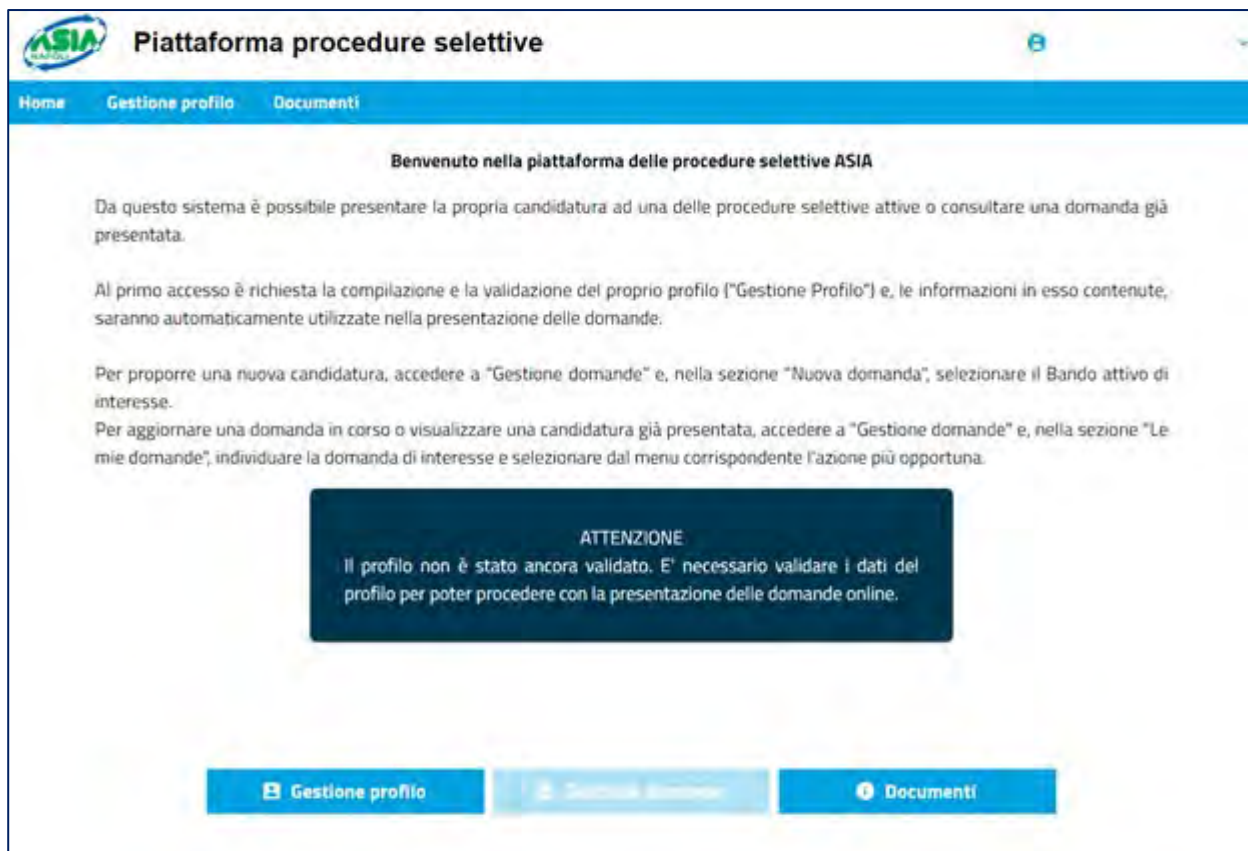 ASIA
NAPOLI
Piattaforma procedure selettive
Home Gestione profilo Documenti
Benvenuto nella piattaforma delle procedure selettive ASIA
Da questo sistema è possibile presentare la propria candidatura ad una delle procedure selettive attive o consultare una domanda già
presentata.
Al primo accesso è richiesta la compilazione e la validazione del proprio profilo ("Gestione Profilo") e, le informazioni in esso contenute,
saranno automaticamente utilizzate nella presentazione delle domande.
Per proporre una nuova candidatura, accedere a "Gestione domande" e, nella sezione "Nuova domanda", selezionare il Bando attivo di
interesse.
Per aggiornare una domanda in corso o visualizzare una candidatura già presentata, accedere a "Gestione domande" e, nella sezione "Le
mie domande", individuare la domanda di interesse e selezionare dal menu corrispondente l'azione più opportuna.
ATTENZIONE
Il profilo non è stato ancora validato. E' necessario validare i dati del
profilo per poter procedere con la presentazione delle domande online.
Gestione profilo Gestione domande Documenti